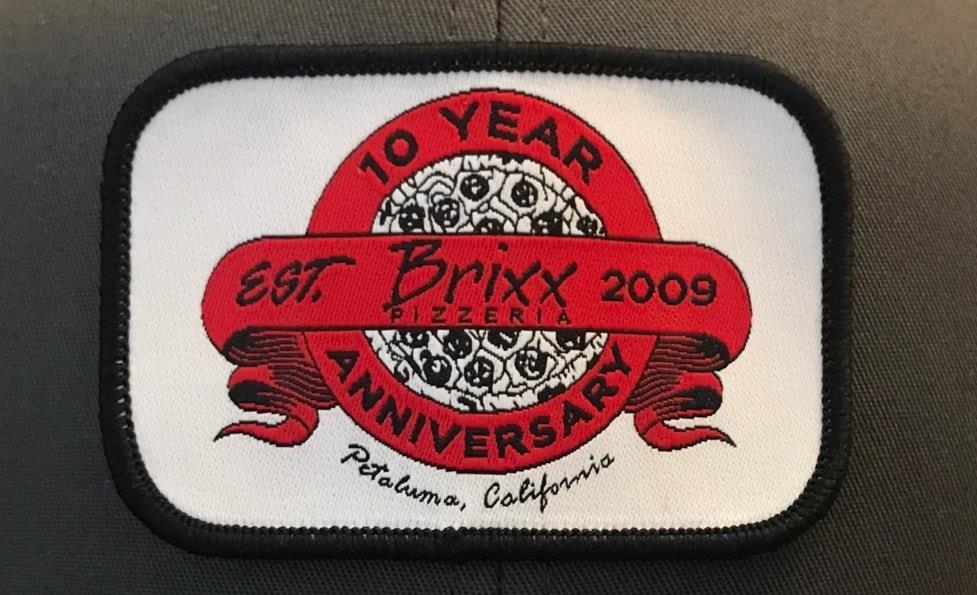 10 YEAR
EST. Brixx 2009
PIZZERIA
ANNIVERSARY
Petaluma, California